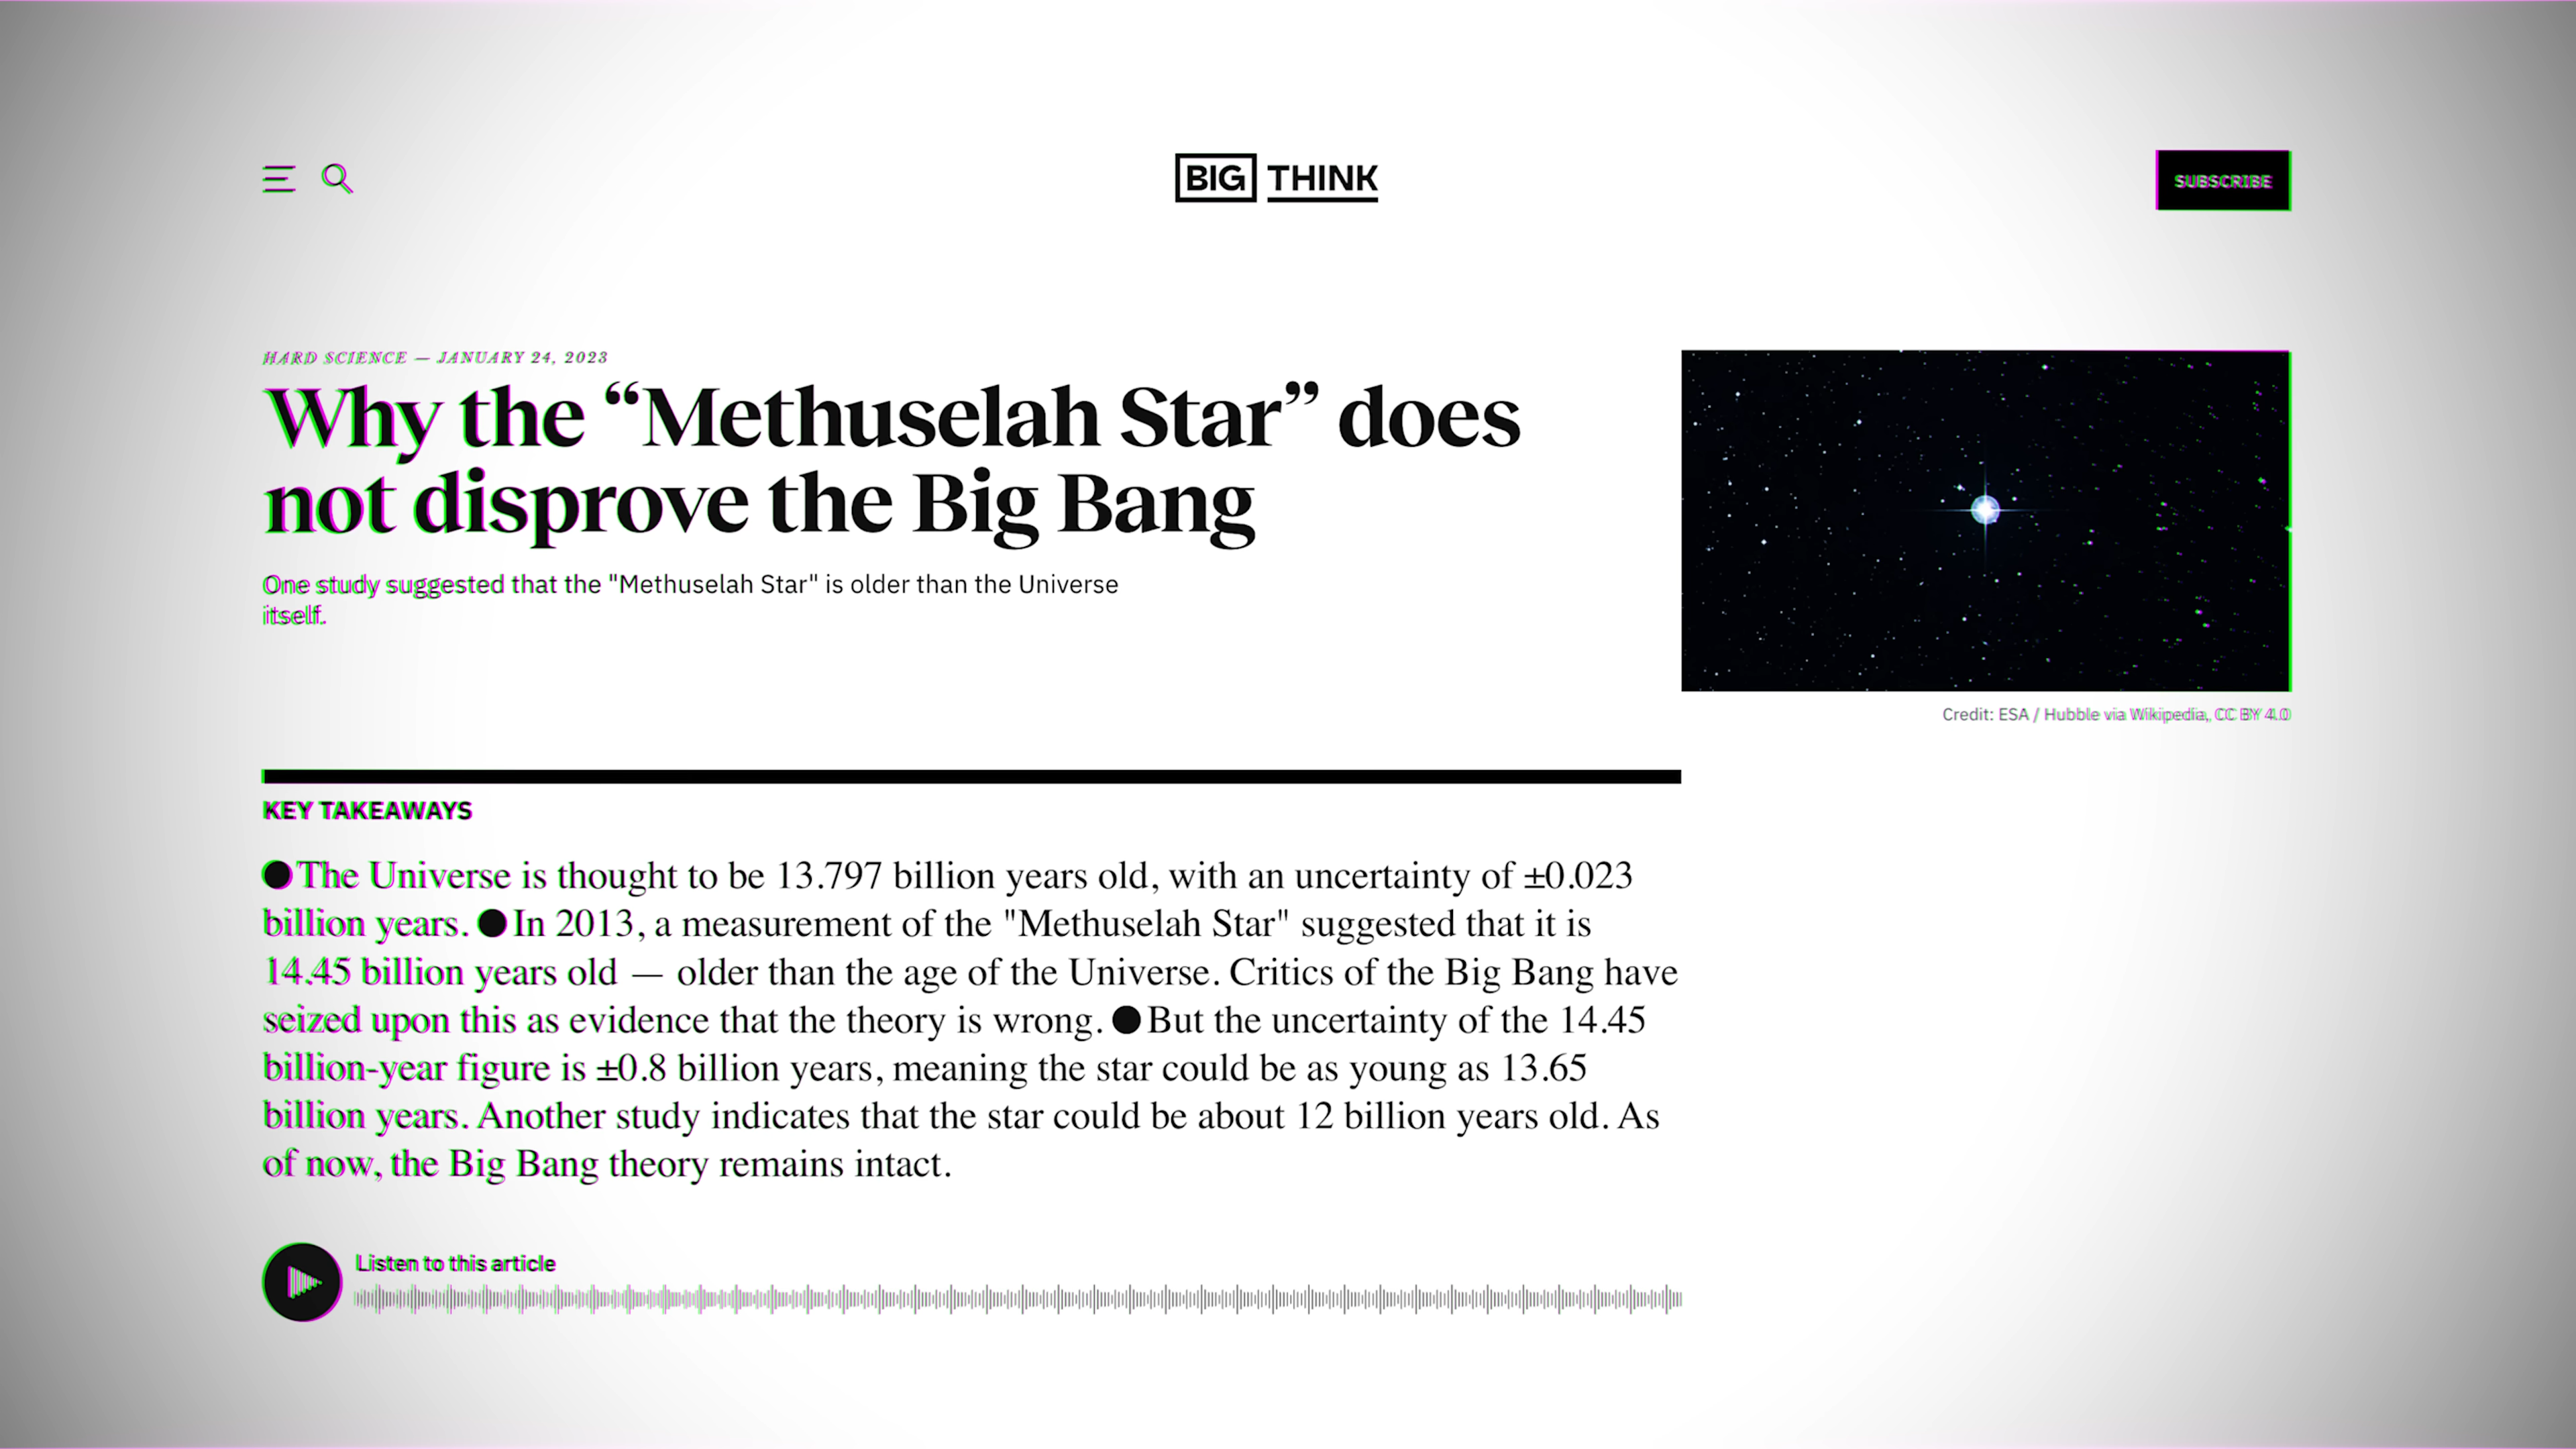 BIG THINK
SUBSCRIBE
HARD SCIENCE — JANUARY 24, 2023
Why the “Methuselah Star” does
not disprove the Big Bang
One study suggested that the "Methuselah Star" is older than the Universe
itself.
Credit: ESA / Hubble via Wikipedia, CC BY 4.0
KEY TAKEAWAYS
●The Universe is thought to be 13.797 billion years old, with an uncertainty of ±0.023
billion years. ●In 2013, a measurement of the "Methuselah Star" suggested that it is
14.45 billion years old — older than the age of the Universe. Critics of the Big Bang have
seized upon this as evidence that the theory is wrong. ●But the uncertainty of the 14.45
billion-year figure is ±0.8 billion years, meaning the star could be as young as 13.65
billion years. Another study indicates that the star could be about 12 billion years old. As
of now, the Big Bang theory remains intact.
Listen to this article